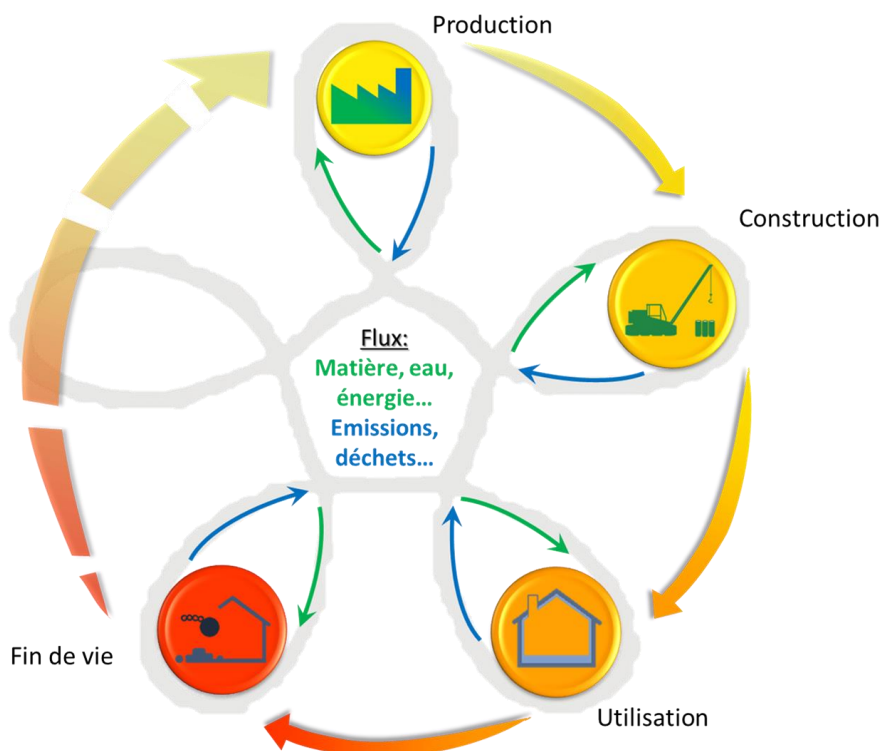 Production
Construction
Flux:
Matière, eau,
énergie...
Emissions,
déchets...
Fin de vie
Utilisation